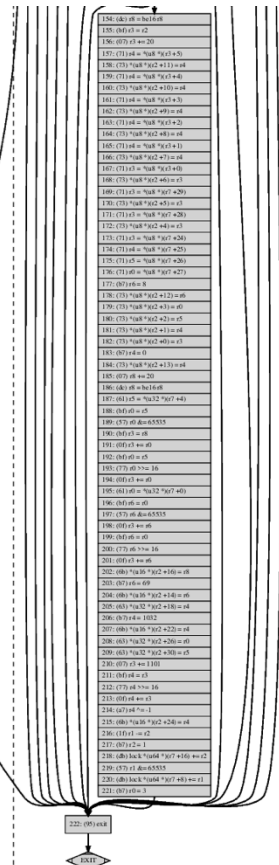 154: (dc) r8 = be16 r8
155: (bf) r3 = r2
156: (07) r3 += 20
157: (71) r4 = *(u8 *)(r3 +5)
158: (73) *(u8 *)(r2 +11) = r4
159: (71) r4 = *(u8 *)(r3 +4)
160: (73) *(u8 *)(r2 +10) = r4
161: (71) r4 = *(u8 *)(r3 +3)
162: (73) *(u8 *)(r2 +9) = r4
163: (71) r4 = *(u8 *)(r3 +2)
164: (73) *(u8 *)(r2 +8) = r4
165: (71) r4 = *(u8 *)(r3 +1)
166: (73) *(u8 *)(r2 +7) = r4
167: (71) r3 = *(u8 *)(r3 +0)
168: (73) *(u8 *)(r2 +6) = r3
169: (71) r3 = *(u8 *)(r7 +29)
170: (73) *(u8 *)(r2 +5) = r3
171: (71) r3 = *(u8 *)(r7 +28)
172: (73) *(u8 *)(r2 +4) = r3
173: (71) r3 = *(u8 *)(r7 +24)
174: (71) r4 = *(u8 *)(r7 +25)
175: (71) r5 = *(u8 *)(r7 +26)
176: (71) r0 = *(u8 *)(r7 +27)
177: (b7) r6 = 8
178: (73) *(u8 *)(r2 +12) = r6
179: (73) *(u8 *)(r2 +3) = r0
180: (73) *(u8 *)(r2 +2) = r5
181: (73) *(u8 *)(r2 +1) = r4
182: (73) *(u8 *)(r2 +0) = r3
183: (b7) r4 = 0
184: (73) *(u8 *)(r2 +13) = r4
185: (07) r8 += 20
186: (dc) r8 = be16 r8
187: (61) r5 = *(u32 *)(r7 +4)
188: (bf) r0 = r5
189: (57) r0 &= 65535
190: (bf) r3 = r8
191: (0f) r3 += r0
192: (bf) r0 = r5
193: (77) r0 >>= 16
194: (0f) r3 += r0
195: (61) r0 = *(u32 *)(r7 +0)
196: (bf) r6 = r0
197: (57) r6 &= 65535
198: (0f) r3 += r6
199: (bf) r6 = r0
200: (77) r6 >>= 16
201: (0f) r3 += r6
202: (6b) *(u16 *)(r2 +16) = r8
203: (b7) r6 = 69
204: (6b) *(u16 *)(r2 +14) = r6
205: (63) *(u32 *)(r2 +18) = r4
206: (b7) r4 = 1032
207: (6b) *(u16 *)(r2 +22) = r4
208: (63) *(u32 *)(r2 +26) = r0
209: (63) *(u32 *)(r2 +30) = r5
210: (07) r3 += 1101
211: (bf) r4 = r3
212: (77) r4 >>= 16
213: (0f) r4 += r3
214: (a7) r4 ^= -1
215: (6b) *(u16 *)(r2 +24) = r4
216: (1f) r1 -= r2
217: (b7) r2 = 1
218: (db) lock *(u64 *)(r7 +16) += r2
219: (57) r1 &= 65535
220: (db) lock *(u64 *)(r7 +8) += r1
221: (b7) r0 = 3
222: (95) exit
EXIT